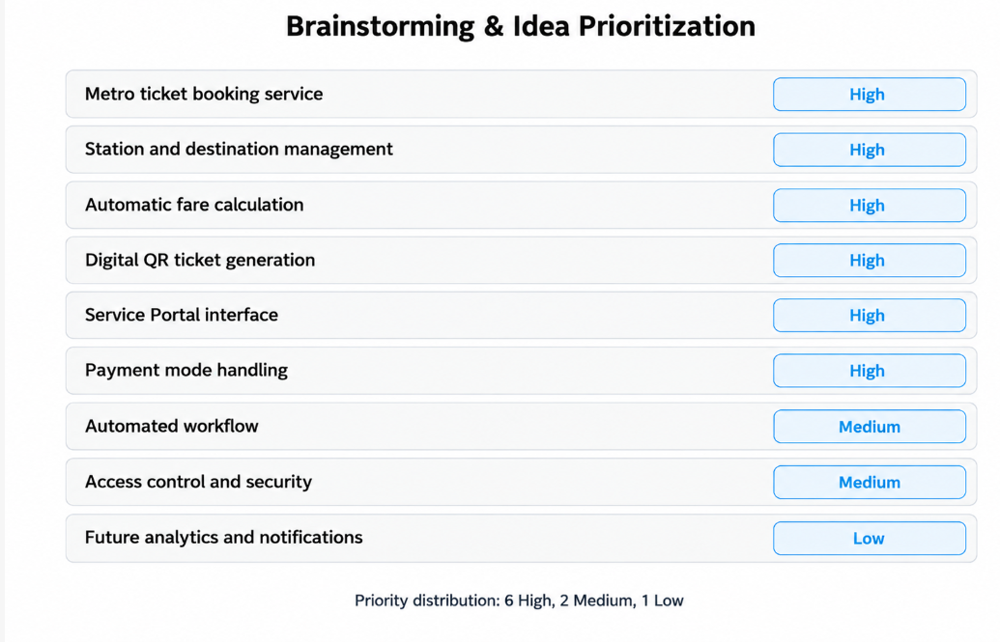 Brainstorming & Idea Prioritization
Metro ticket booking service High
Station and destination management High
Automatic fare calculation High
Digital QR ticket generation High
Service Portal interface High
Payment mode handling High
Automated workflow Medium
Access control and security Medium
Future analytics and notifications Low
Priority distribution: 6 High, 2 Medium, 1 Low